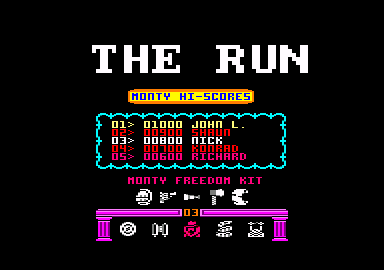 THE RUN
MONTY HI-SCORES
01> 01000 JOHN L.
02> 00900 SHAUN
03> 00800 NICK
04> 00700 KONRAD
05> 00600 RICHARD
MONTY FREEDOM KIT
03